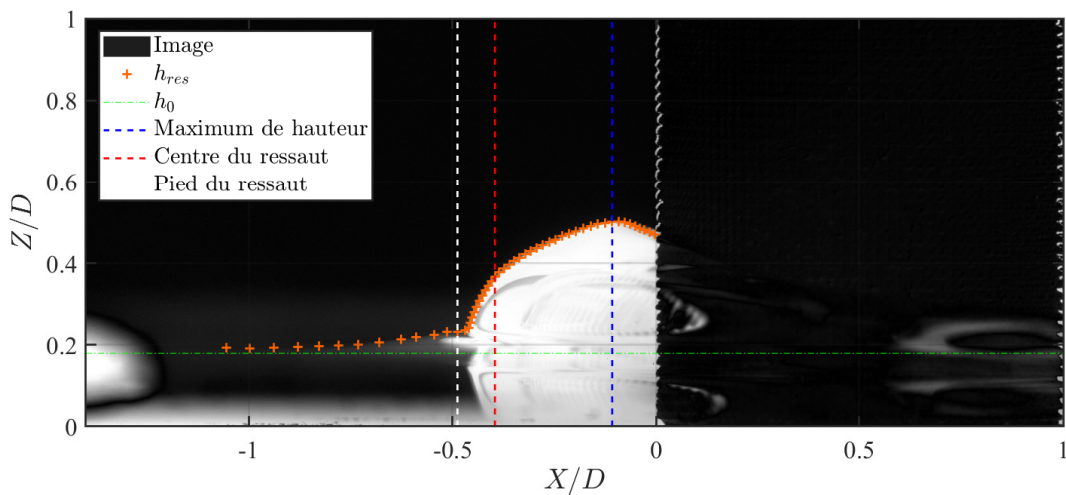 1
Image
h_res
h_0
0.8
Maximum de hauteur
Centre du ressaut
0.6
Pied du ressaut
Z/D
0.4
0.2
0
-1
-0.5
0
0.5
1
X/D